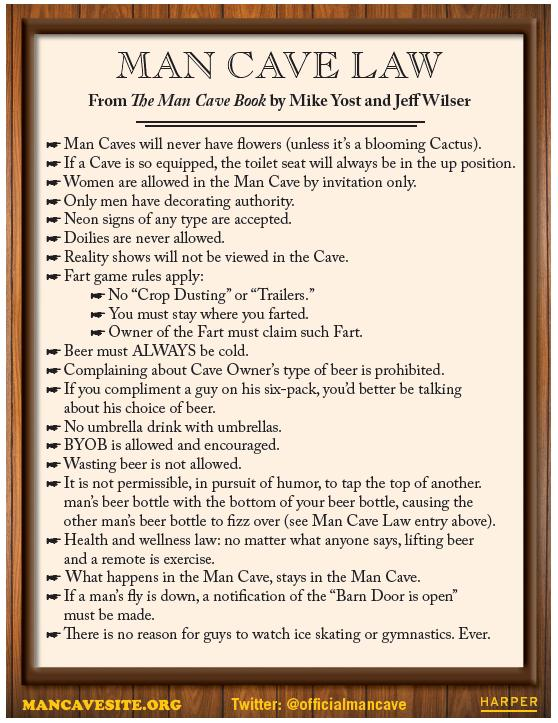 MAN CAVE LAW
From The Man Cave Book by Mike Yost and Jeff Wilser
☛ Man Caves will never have flowers (unless it's a blooming Cactus).
☛ If a Cave is so equipped, the toilet seat will always be in the up position.
☛ Women are allowed in the Man Cave by invitation only.
☛ Only men have decorating authority.
☛ Neon signs of any type are accepted.
☛ Doilies are never allowed.
☛ Reality shows will not be viewed in the Cave.
☛ Fart game rules apply:
☛ No “Crop Dusting” or “Trailers.”
☛ You must stay where you farted.
☛ Owner of the Fart must claim such Fart.
☛ Beer must ALWAYS be cold.
☛ Complaining about Cave Owner's type of beer is prohibited.
☛ If you compliment a guy on his six-pack, you'd better be talking
about his choice of beer.
☛ No umbrella drink with umbrellas.
☛ BYOB is allowed and encouraged.
☛ Wasting beer is not allowed.
☛ It is not permissible, in pursuit of humor, to tap the top of another.
man's beer bottle with the bottom of your beer bottle, causing the
other man's beer bottle to fizz over (see Man Cave Law entry above).
☛ Health and wellness law: no matter what anyone says, lifting beer
and a remote is exercise.
☛ What happens in the Man Cave, stays in the Man Cave.
☛ If a man's fly is down, a notification of the “Barn Door is open”
must be made.
☛ There is no reason for guys to watch ice skating or gymnastics. Ever.
MANCAVESITE.ORG Twitter: @officialmancave HARPER